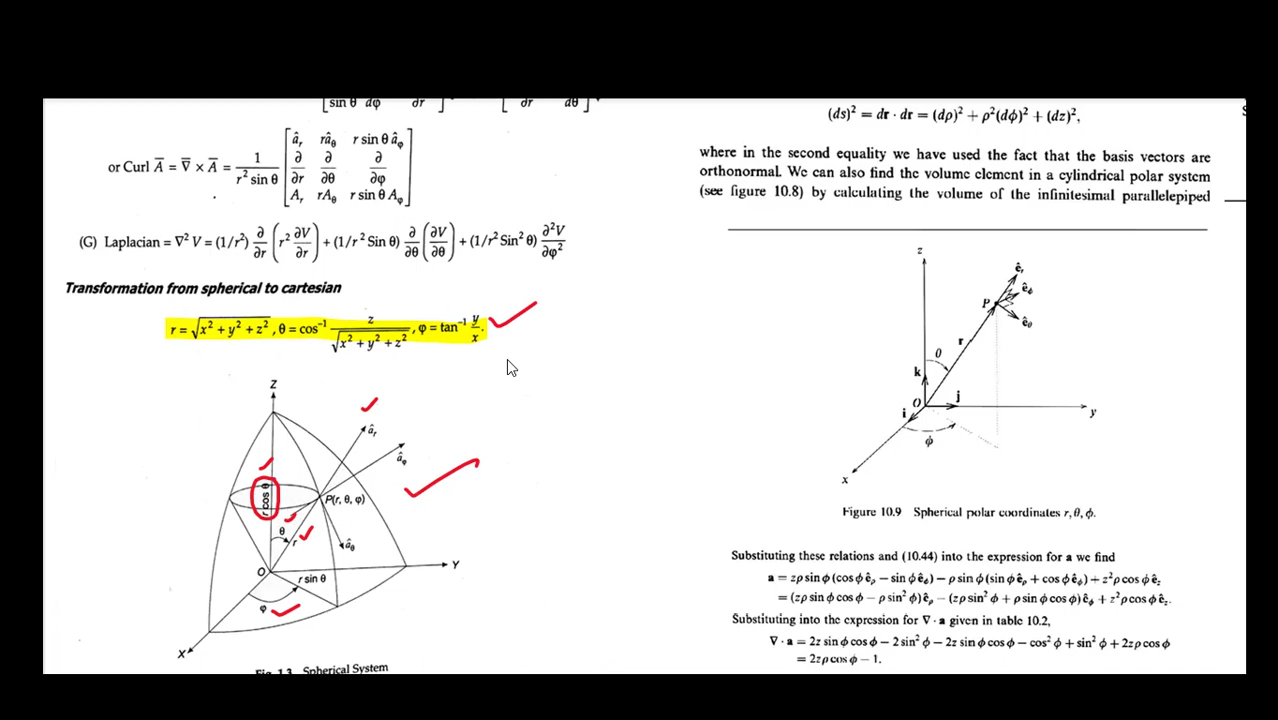 [sin θ dφ ∂r] [∂r dθ]
or Curl A̅ = ∇̅ × A̅ = 1/(r² sin θ) | â_r râ_θ r sin θ â_φ |
| ∂/∂r ∂/∂θ ∂/∂φ |
| A_r rA_θ r sin θ A_φ |
(G) Laplacian = ∇² V = (1/r²) ∂/∂r (r² ∂V/∂r) + (1/r² Sin θ) ∂/∂θ (∂V/∂θ) + (1/r² Sin² θ) ∂²V/∂φ²
Transformation from spherical to cartesian
r = √(x² + y² + z²), θ = cos⁻¹ z/√(x² + y² + z²), φ = tan⁻¹ y/x.
Z
â_r
â_φ
r cos θ
P(r, θ, φ)
θ
r
â_θ
O
r sin θ
Y
φ
X
Fig. 1.3 Spherical System
(ds)² = dr · dr = (dρ)² + ρ²(dϕ)² + (dz)²,
where in the second equality we have used the fact that the basis vectors are
orthonormal. We can also find the volume element in a cylindrical polar system
(see figure 10.8) by calculating the volume of the infinitesimal parallelepiped
z
ê_r
ê_ϕ
P
ê_θ
r
θ
k
O
j
i
y
ϕ
x
Figure 10.9 Spherical polar coordinates r, θ, ϕ.
Substituting these relations and (10.44) into the expression for a we find
a = zρ sin ϕ (cos ϕ ê_ρ − sin ϕ ê_ϕ) − ρ sin ϕ (sin ϕ ê_ρ + cos ϕ ê_ϕ) + z²ρ cos ϕ ê_z
= (zρ sin ϕ cos ϕ − ρ sin² ϕ) ê_ρ − (zρ sin² ϕ + ρ sin ϕ cos ϕ) ê_ϕ + z²ρ cos ϕ ê_z.
Substituting into the expression for ∇ · a given in table 10.2,
∇ · a = 2z sin ϕ cos ϕ − 2 sin² ϕ − 2z sin ϕ cos ϕ − cos² ϕ + sin² ϕ + 2zρ cos ϕ
= 2zρ cos ϕ − 1.